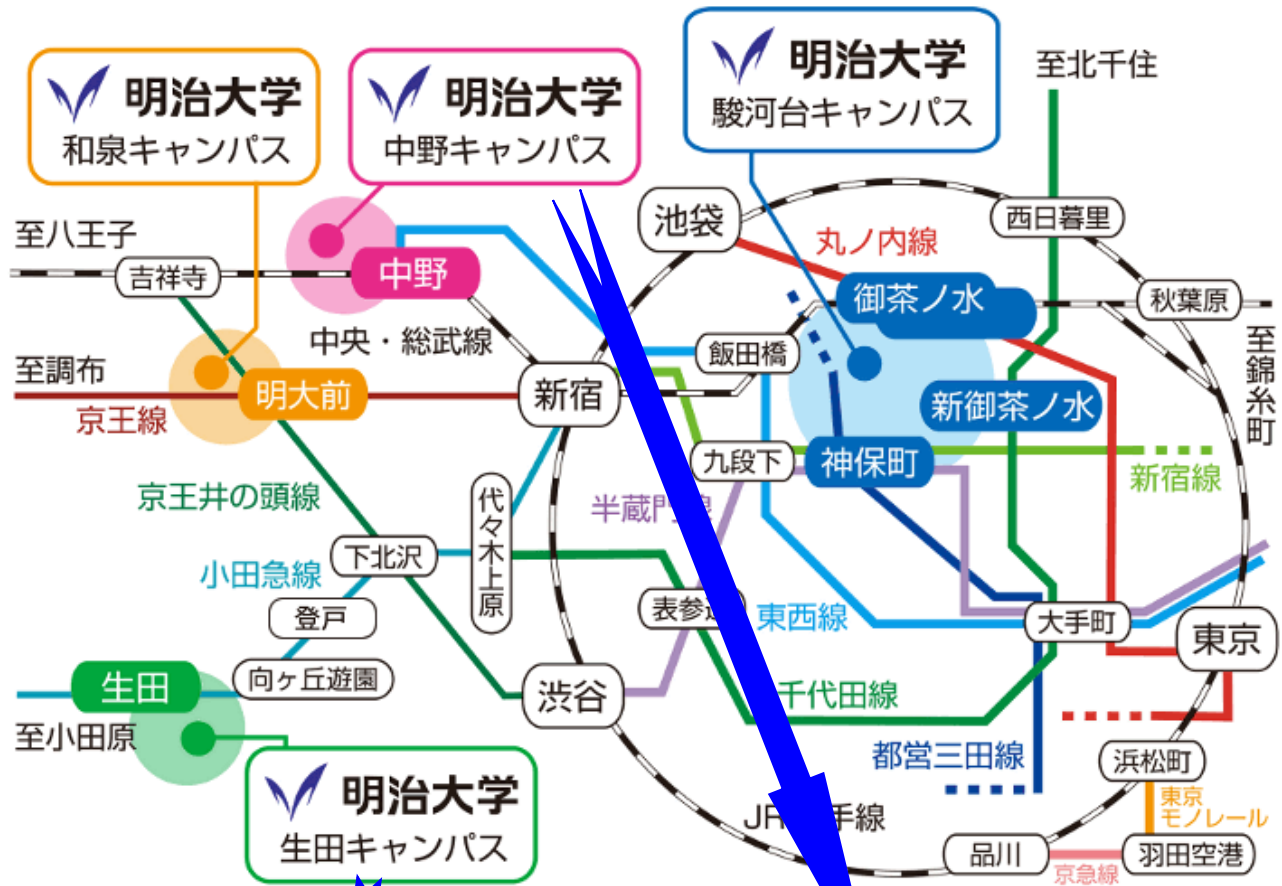 明治大学
和泉キャンパス
明治大学
中野キャンパス
明治大学
駿河台キャンパス
至北千住
至八王子
吉祥寺
中野
池袋
丸ノ内線
西日暮里
御茶ノ水
秋葉原
中央・総武線
飯田橋
至錦糸町
至調布
京王線
明大前
新宿
新御茶ノ水
九段下
神保町
新宿線
京王井の頭線
代々木上原
半蔵門
下北沢
小田急線
登戸
表参
東西線
大手町
東京
生田
向ヶ丘遊園
渋谷
千代田線
至小田原
都営三田線
浜松町
明治大学
生田キャンパス
東京
モノレール
JR
手線
品川
京急線
羽田空港